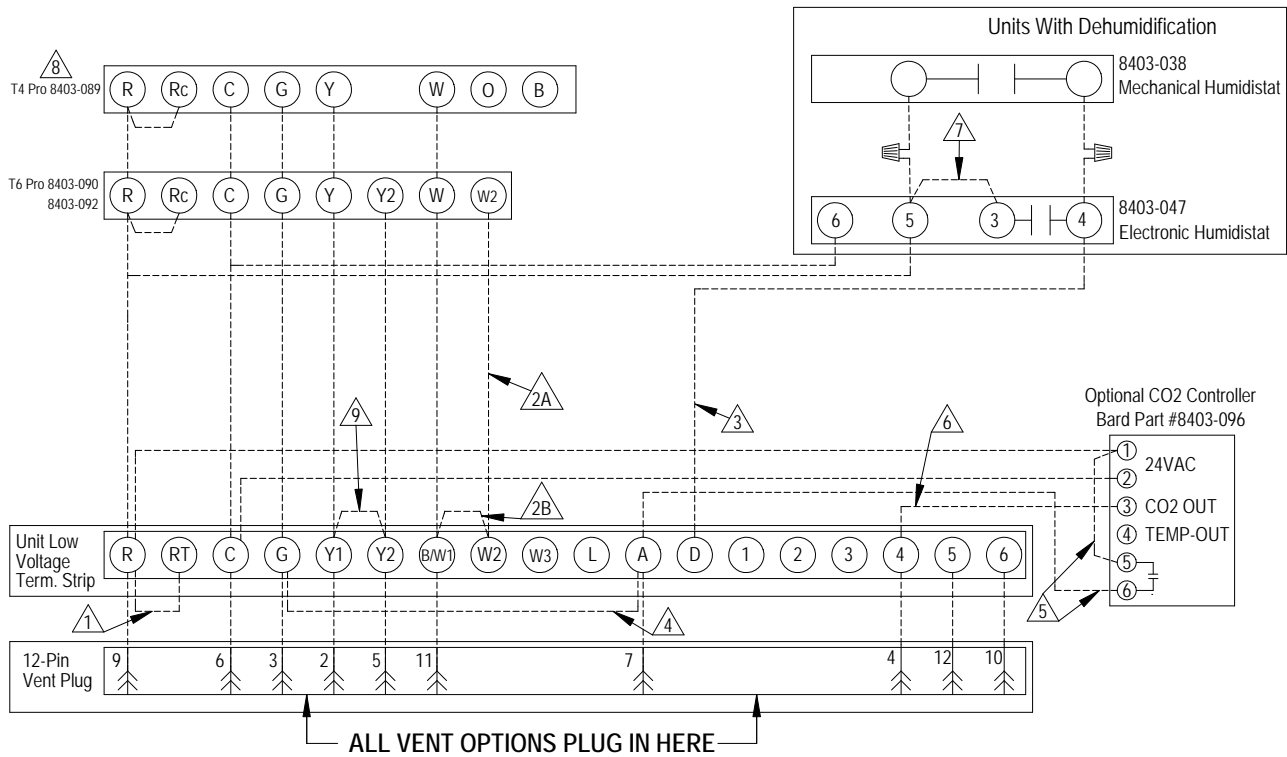 Units With Dehumidification
8403-038
Mechanical Humidistat
8
T4 Pro 8403-089
R Rc C G Y W O B
7
T6 Pro 8403-090
8403-092
R Rc C G Y Y2 W W2
6 5 3 4
8403-047
Electronic Humidistat
2A
9
3
6
2B
Optional CO2 Controller
Bard Part #8403-096
1
24VAC
2
3 CO2 OUT
4 TEMP-OUT
5
6
5
Unit Low
Voltage
Term. Strip
R RT C G Y1 Y2 B/W1 W2 W3 L A D 1 2 3 4 5 6
1
4
12-Pin
Vent Plug
9 6 3 2 5 11 7 4 12 10
ALL VENT OPTIONS PLUG IN HERE